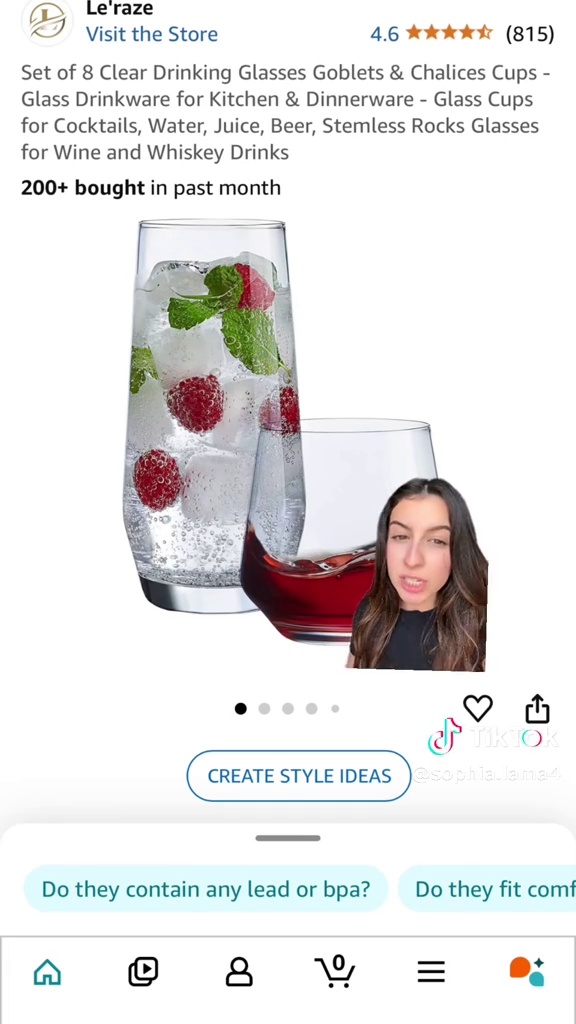 Le'raze
Visit the Store
4.6
(815)
Set of 8 Clear Drinking Glasses Goblets & Chalices Cups -
Glass Drinkware for Kitchen & Dinnerware - Glass Cups
for Cocktails, Water, Juice, Beer, Stemless Rocks Glasses
for Wine and Whiskey Drinks
200+ bought in past month
TikTok
@sophia.lama4
CREATE STYLE IDEAS
Do they contain any lead or bpa?
Do they fit comf
0